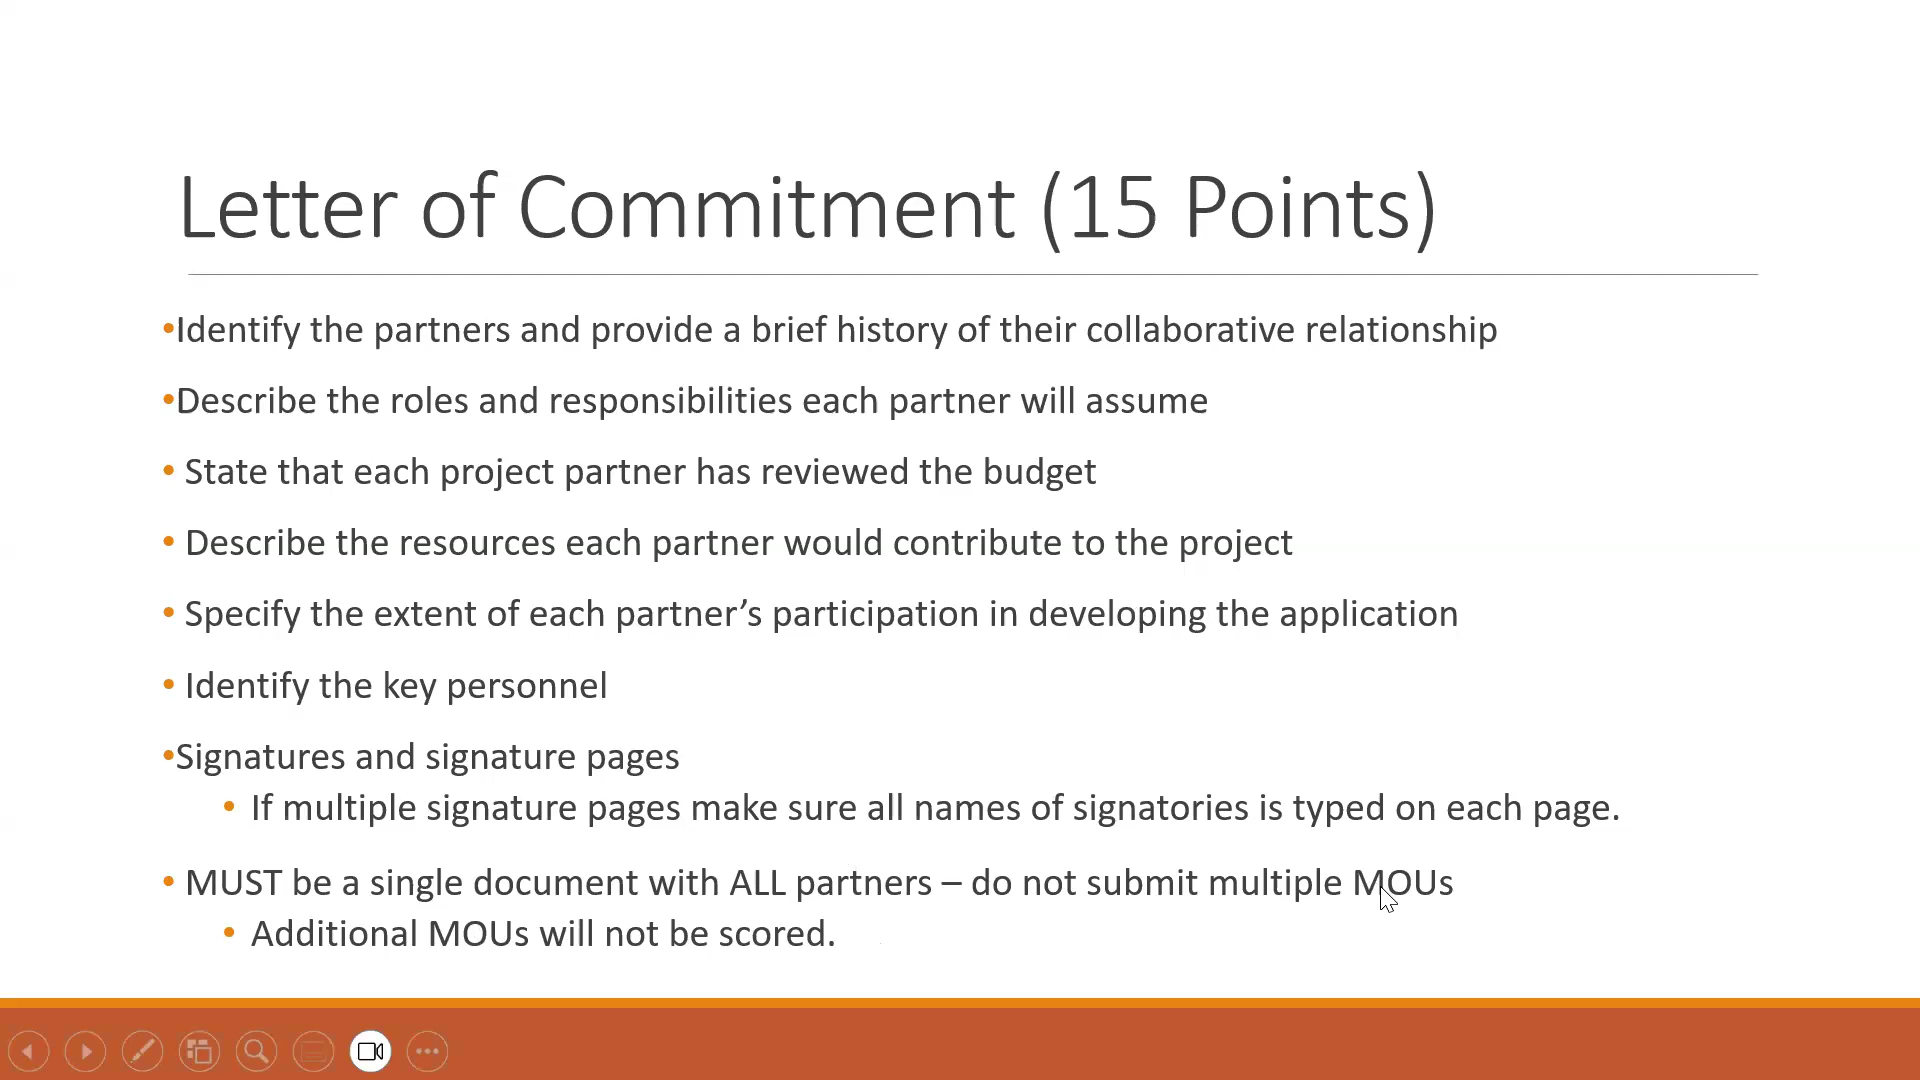 Letter of Commitment (15 Points)
•Identify the partners and provide a brief history of their collaborative relationship
•Describe the roles and responsibilities each partner will assume
• State that each project partner has reviewed the budget
• Describe the resources each partner would contribute to the project
• Specify the extent of each partner’s participation in developing the application
• Identify the key personnel
•Signatures and signature pages
• If multiple signature pages make sure all names of signatories is typed on each page.
• MUST be a single document with ALL partners – do not submit multiple MOUs
• Additional MOUs will not be scored.